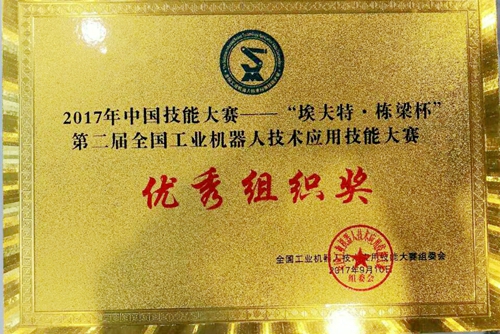 2017年中国技能大赛——“埃夫特·栋梁杯”
第二届全国工业机器人技术应用技能大赛
优秀组织奖
全国工业机器人技术应用技能大赛组委会
2017年9月10日
组委会